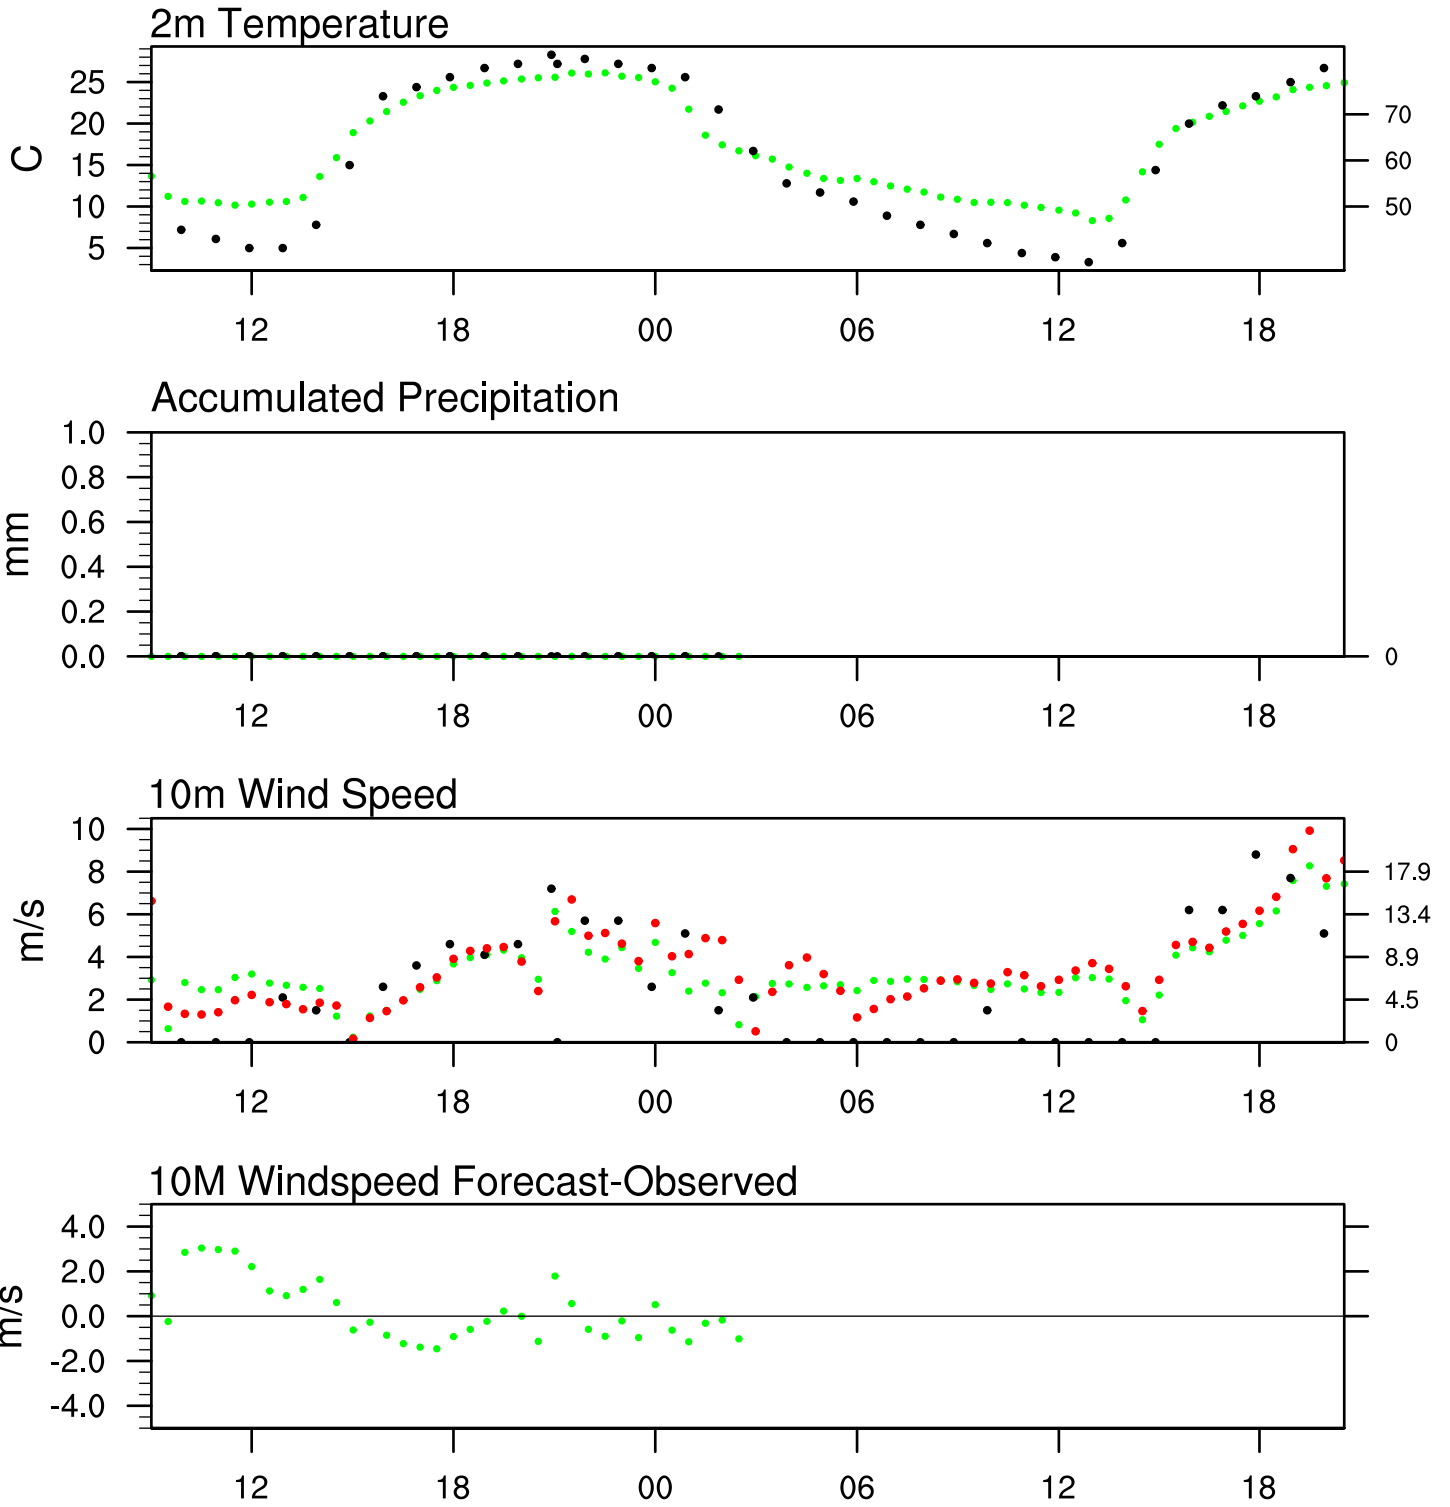 2m Temperature
C
25
20
15
10
5
70
60
50
12 18 00 06 12 18
Accumulated Precipitation
mm
1.0
0.8
0.6
0.4
0.2
0.0
0
12 18 00 06 12 18
10m Wind Speed
m/s
10
8
6
4
2
0
17.9
13.4
8.9
4.5
0
12 18 00 06 12 18
10M Windspeed Forecast-Observed
m/s
4.0
2.0
0.0
-2.0
-4.0
12 18 00 06 12 18